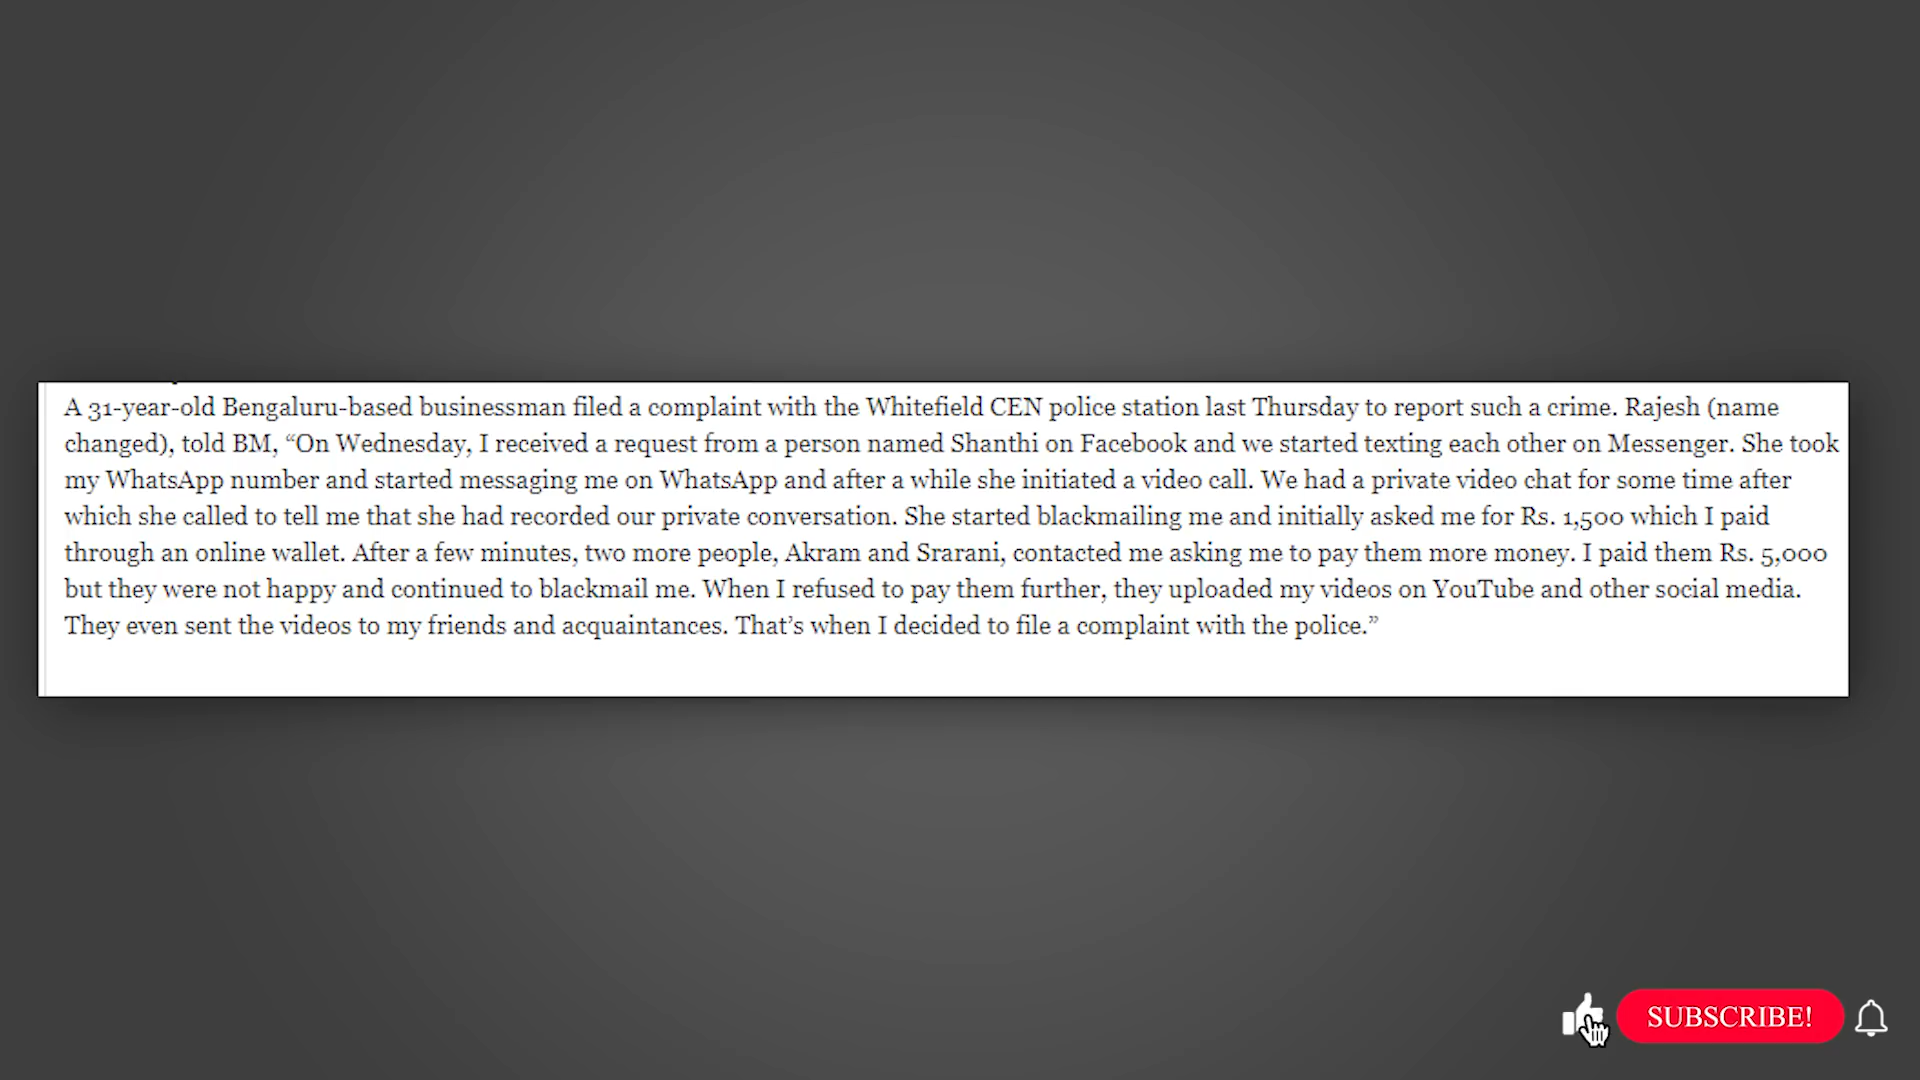 A 31-year-old Bengaluru-based businessman filed a complaint with the Whitefield CEN police station last Thursday to report such a crime. Rajesh (name
changed), told BM, “On Wednesday, I received a request from a person named Shanthi on Facebook and we started texting each other on Messenger. She took
my WhatsApp number and started messaging me on WhatsApp and after a while she initiated a video call. We had a private video chat for some time after
which she called to tell me that she had recorded our private conversation. She started blackmailing me and initially asked me for Rs. 1,500 which I paid
through an online wallet. After a few minutes, two more people, Akram and Srarani, contacted me asking me to pay them more money. I paid them Rs. 5,000
but they were not happy and continued to blackmail me. When I refused to pay them further, they uploaded my videos on YouTube and other social media.
They even sent the videos to my friends and acquaintances. That’s when I decided to file a complaint with the police.”
SUBSCRIBE!